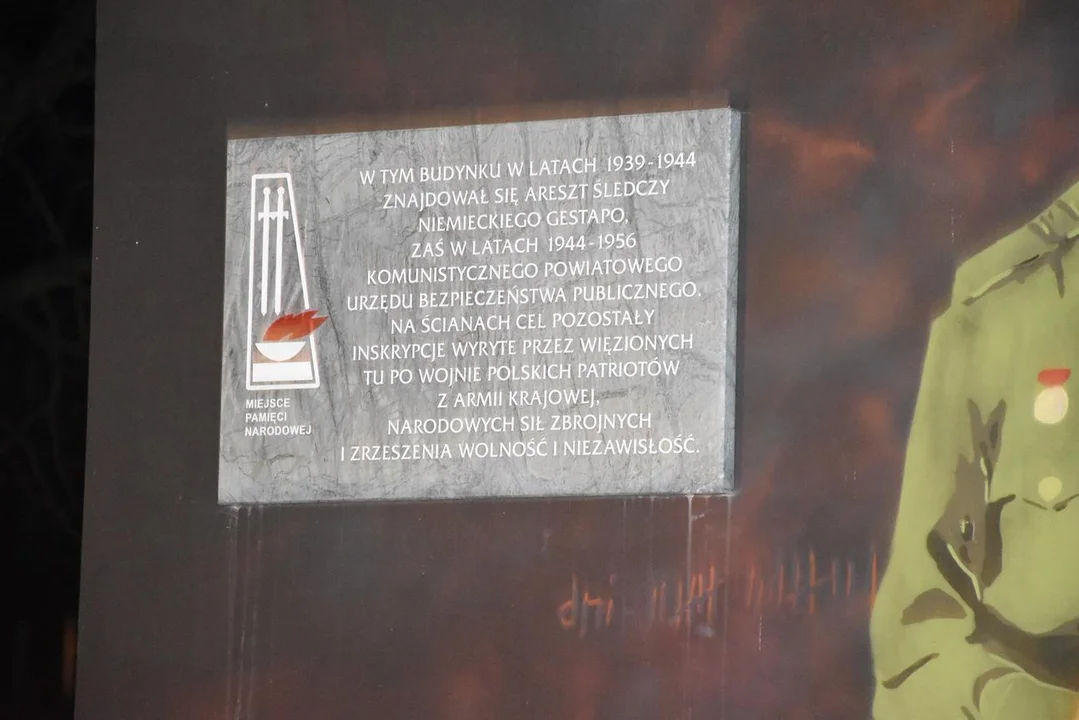 W TYM BUDYNKU W LATACH 1939-1944
ZNAJDOWAŁ SIĘ ARESZT ŚLEDCZY
NIEMIECKIEGO GESTAPO,
ZAŚ W LATACH 1944-1956
KOMUNISTYCZNEGO POWIATOWEGO
URZĘDU BEZPIECZEŃSTWA PUBLICZNEGO.
NA ŚCIANACH CEL POZOSTAŁY
INSKRYPCJE WYRYTE PRZEZ WIĘZIONYCH
TU PO WOJNIE POLSKICH PATRIOTÓW
Z ARMII KRAJOWEJ,
NARODOWYCH SIŁ ZBROJNYCH
I ZRZESZENIA WOLNOŚĆ I NIEZAWISŁOŚĆ.
MIEJSCE
PAMIĘCI
NARODOWEJ
dni